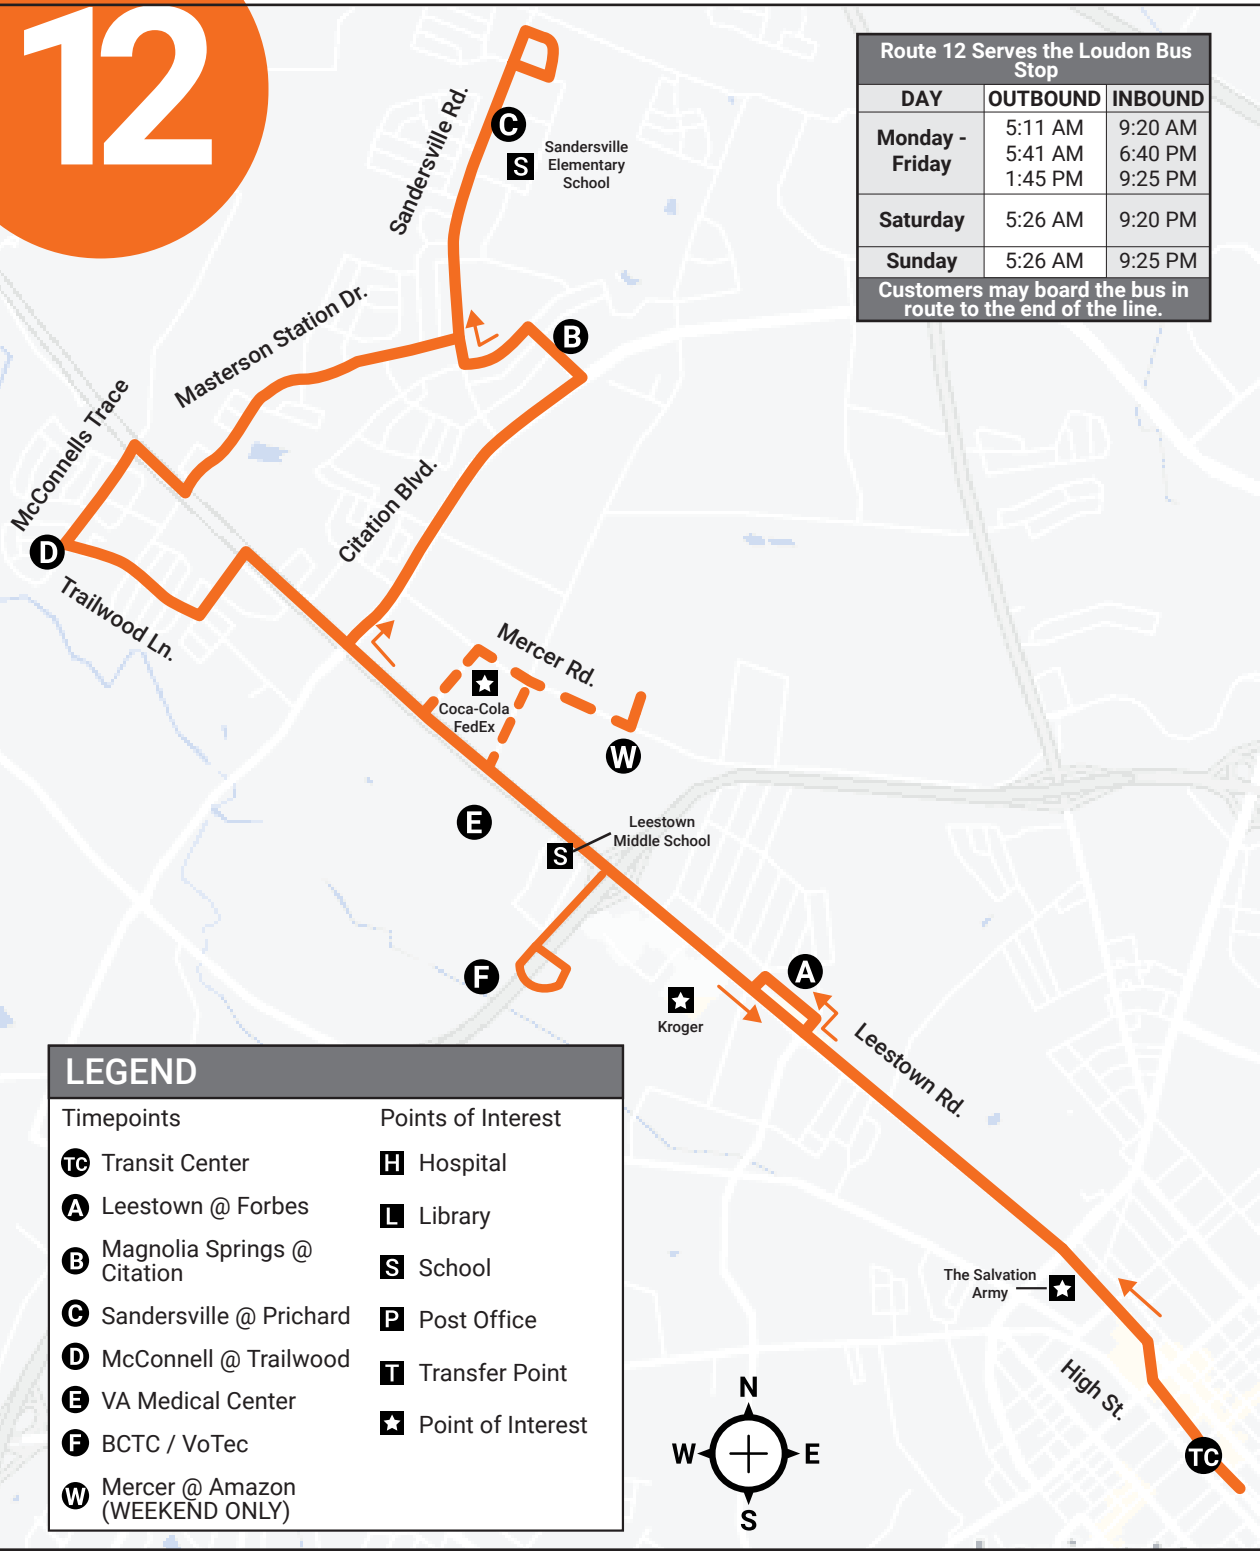 12
Route 12 Serves the Loudon Bus
Stop
DAY OUTBOUND INBOUND
Monday - Friday 5:11 AM 9:20 AM
5:41 AM 6:40 PM
1:45 PM 9:25 PM
Saturday 5:26 AM 9:20 PM
Sunday 5:26 AM 9:25 PM
Customers may board the bus in
route to the end of the line.
Sandersville Rd.
C
S
Sandersville
Elementary
School
Masterson Station Dr.
B
McConnells Trace
Citation Blvd.
D
Trailwood Ln.
Mercer Rd.
Coca-Cola
FedEx
W
E
Leestown
Middle School
S
F
A
Kroger
Leestown Rd.
The Salvation
Army
High St.
TC
N
W E
S
LEGEND
Timepoints
TC Transit Center
A Leestown @ Forbes
B Magnolia Springs @
Citation
C Sandersville @ Prichard
D McConnell @ Trailwood
E VA Medical Center
F BCTC / VoTec
W Mercer @ Amazon
(WEEKEND ONLY)
Points of Interest
H Hospital
L Library
S School
P Post Office
T Transfer Point
Point of Interest